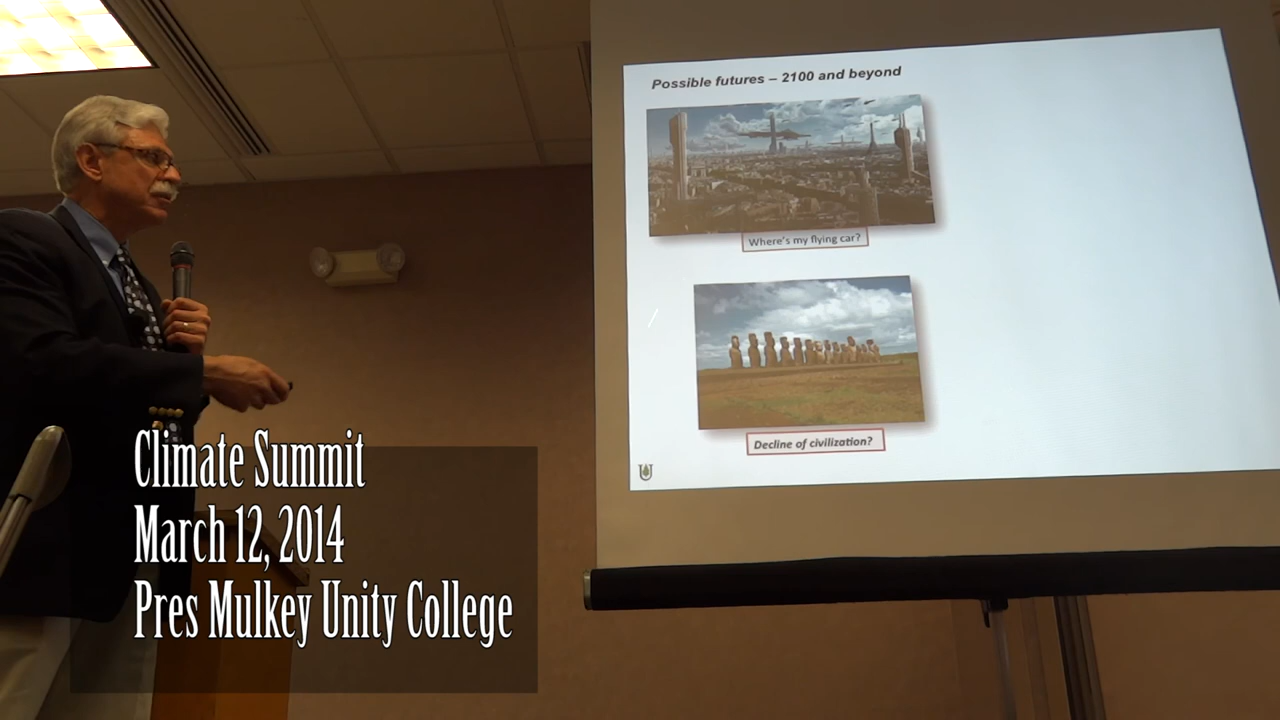 Possible futures – 2100 and beyond
Where's my flying car?
Decline of civilization?
U
Climate Summit
March 12, 2014
Pres Mulkey Unity College